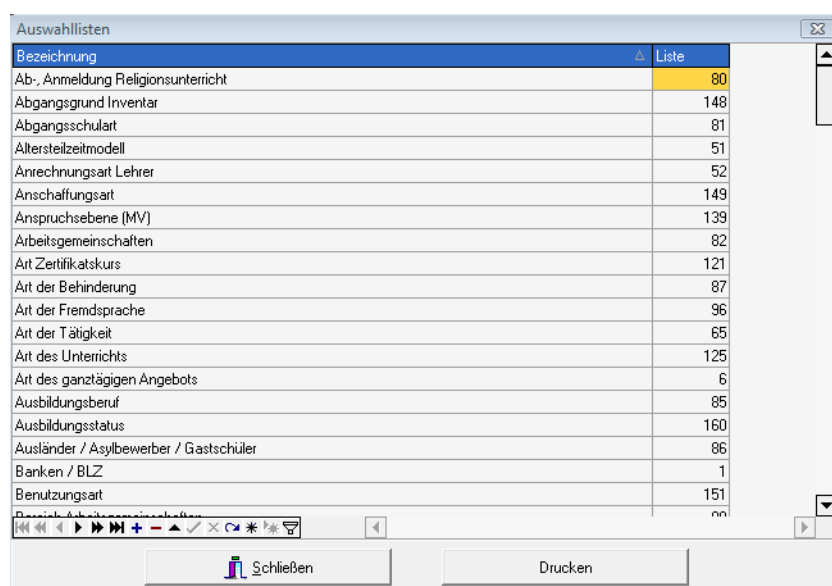 Auswahllisten
Bezeichnung Liste
Ab-, Anmeldung Religionsunterricht 80
Abgangsgrund Inventar 148
Abgangsschulart 81
Altersteilzeitmodell 51
Anrechnungsart Lehrer 52
Anschaffungsart 149
Anspruchsebene (MV) 139
Arbeitsgemeinschaften 82
Art Zertifikatskurs 121
Art der Behinderung 87
Art der Fremdsprache 96
Art der Tätigkeit 65
Art des Unterrichts 125
Art des ganztägigen Angebots 6
Ausbildungsberuf 85
Ausbildungsstatus 160
Ausländer / Asylbewerber / Gastschüler 86
Banken / BLZ 1
Benutzungsart 151
Schließen Drucken